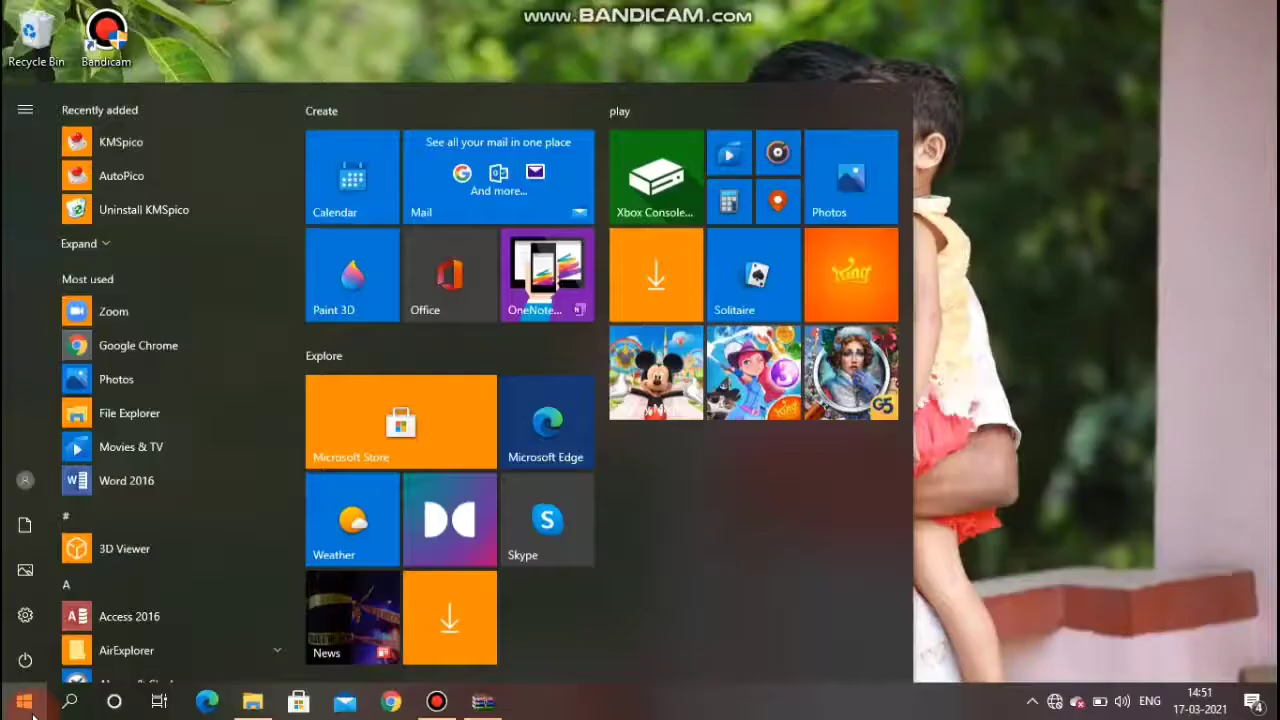 www.BANDICAM.com
Recycle Bin
Bandicam
Recently added
KMSpico
AutoPico
Uninstall KMSpico
Expand
Most used
Zoom
Google Chrome
Photos
File Explorer
Movies & TV
Word 2016
#
3D Viewer
A
Access 2016
AirExplorer
Create
Calendar
See all your mail in one place
And more...
Mail
Paint 3D
Office
OneNote...
Explore
Microsoft Store
Microsoft Edge
Weather
Skype
News
play
Xbox Console...
Photos
Solitaire
King
G5
ENG
14:51
17-03-2021
4